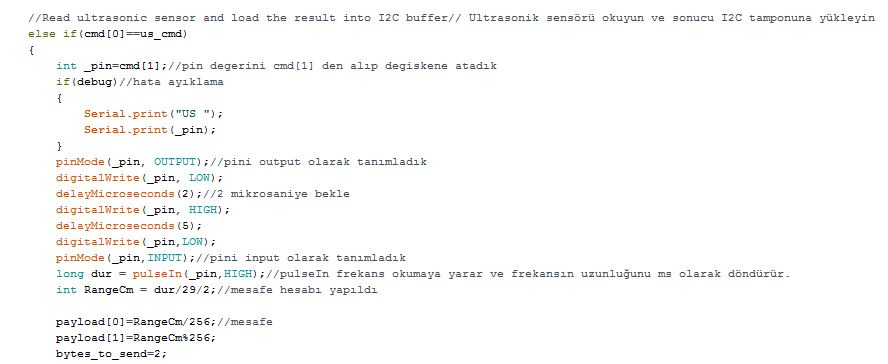 //Read ultrasonic sensor and load the result into I2C buffer// Ultrasonik sensörü okuyun ve sonucu I2C tamponuna yükleyin
else if(cmd[0]==us_cmd)
{
int _pin=cmd[1];//pin degerini cmd[1] den alıp degiskene atadık
if(debug)//hata ayıklama
{
Serial.print("US ");
Serial.print(_pin);
}
pinMode(_pin, OUTPUT);//pini output olarak tanımladık
digitalWrite(_pin, LOW);
delayMicroseconds(2);//2 mikrosaniye bekle
digitalWrite(_pin, HIGH);
delayMicroseconds(5);
digitalWrite(_pin,LOW);
pinMode(_pin,INPUT);//pini input olarak tanımladık
long dur = pulseIn(_pin,HIGH);//pulseIn frekans okumaya yarar ve frekansın uzunluğunu ms olarak döndürür.
int RangeCm = dur/29/2;//mesafe hesabı yapıldı
payload[0]=RangeCm/256;//mesafe
payload[1]=RangeCm%256;
bytes_to_send=2;